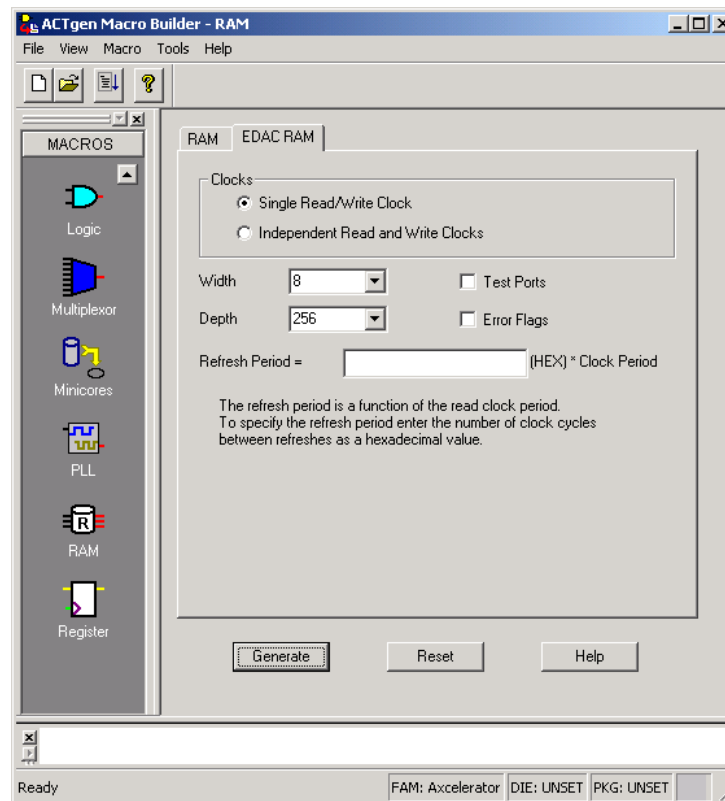 ACTgen Macro Builder - RAM
File View Macro Tools Help
MACROS
Logic
Multiplexor
Minicores
PLL
R
RAM
Register
RAM EDAC RAM
Clocks
Single Read/Write Clock
Independent Read and Write Clocks
Width 8 Test Ports
Depth 256 Error Flags
Refresh Period = (HEX) * Clock Period
The refresh period is a function of the read clock period.
To specify the refresh period enter the number of clock cycles
between refreshes as a hexadecimal value.
Generate Reset Help
Ready FAM: Axcelerator DIE: UNSET PKG: UNSET